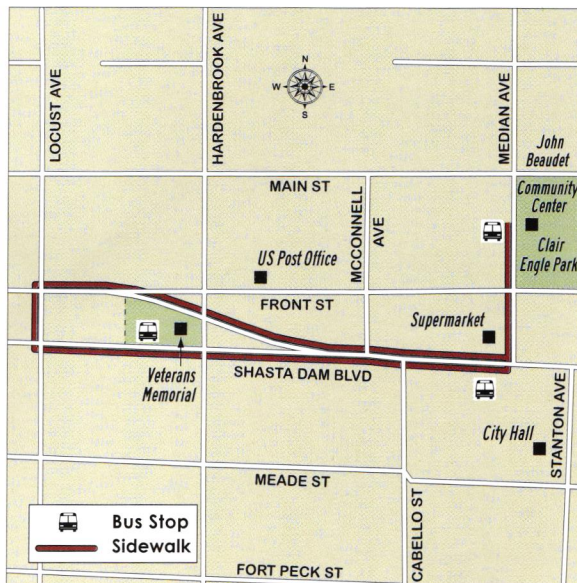 LOCUST AVE
HARDENBROOK AVE
N
W
E
S
MEDIAN AVE
John
Beaudet
Community
Center
Clair
Engle Park
MAIN ST
MCCONNELL
AVE
US Post Office
FRONT ST
Supermarket
Veterans
Memorial
SHASTA DAM BLVD
STANTON AVE
City Hall
MEADE ST
CABELLO ST
Bus Stop
Sidewalk
FORT PECK ST